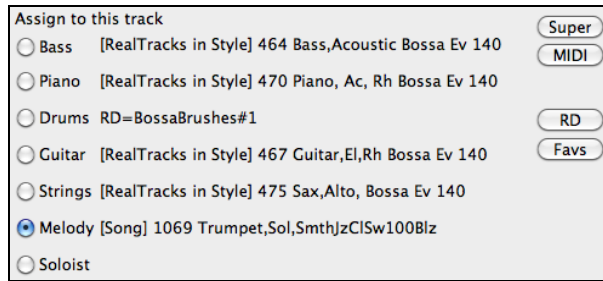 Assign to this track
Super
Bass [RealTracks in Style] 464 Bass,Acoustic Bossa Ev 140
MIDI
Piano [RealTracks in Style] 470 Piano, Ac, Rh Bossa Ev 140
Drums RD=BossaBrushes#1
RD
Guitar [RealTracks in Style] 467 Guitar,El,Rh Bossa Ev 140
Favs
Strings [RealTracks in Style] 475 Sax,Alto, Bossa Ev 140
Melody [Song] 1069 Trumpet,Sol,SmthJzClSw100Blz
Soloist